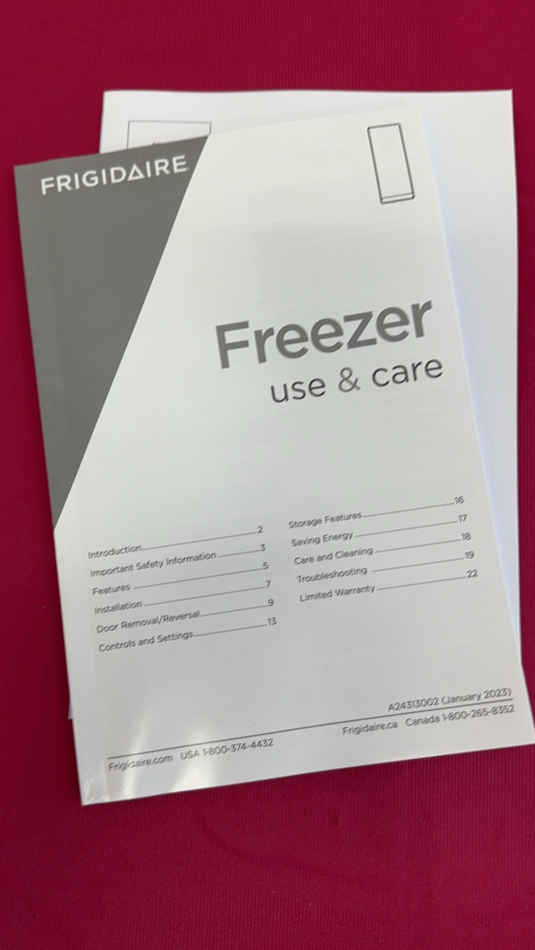 FRIGIDAIRE
Freezer
use & care
Introduction 2
Important Safety Information 3
Features 5
Installation 7
Door Removal/Reversal 9
Controls and Settings 13
Storage Features 16
Saving Energy 17
Care and Cleaning 18
Troubleshooting 19
Limited Warranty 22
A24313002 (January 2023)
Frigidaire.com USA 1-800-374-4432
Frigidaire.ca Canada 1-800-265-8352